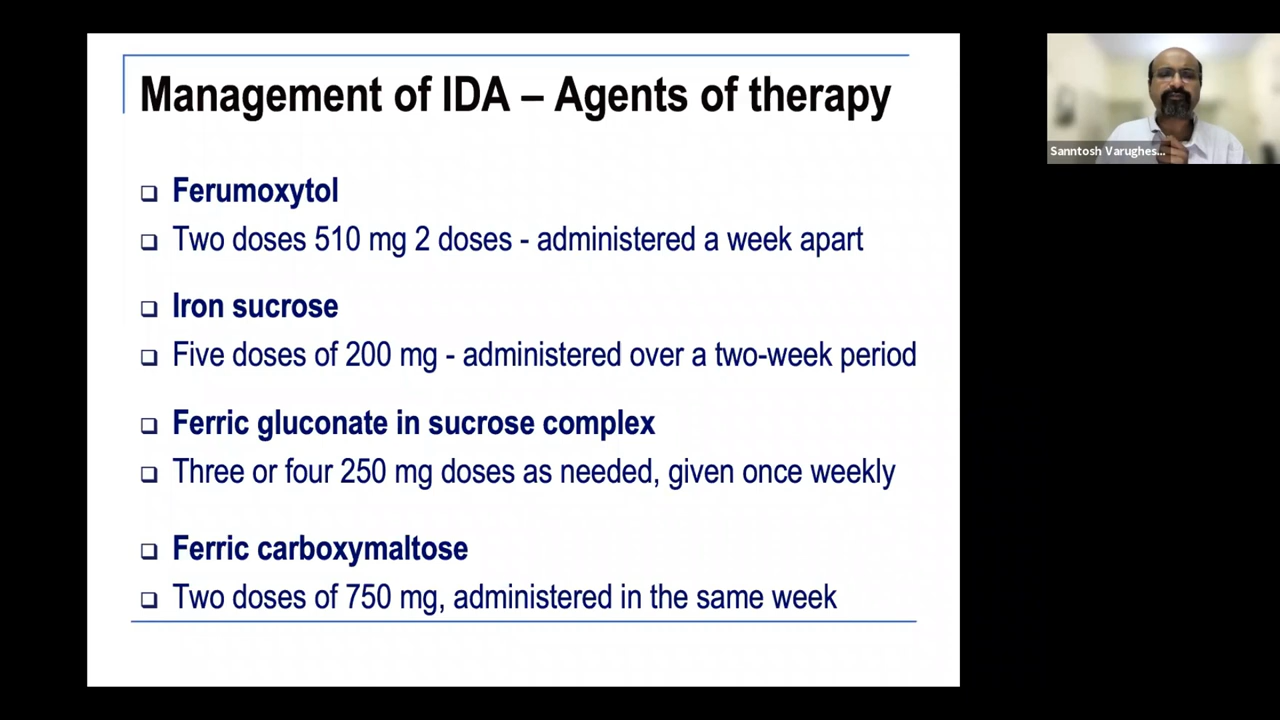 Management of IDA – Agents of therapy
Ferumoxytol
Two doses 510 mg 2 doses - administered a week apart
Iron sucrose
Five doses of 200 mg - administered over a two-week period
Ferric gluconate in sucrose complex
Three or four 250 mg doses as needed, given once weekly
Ferric carboxymaltose
Two doses of 750 mg, administered in the same week
Sanntosh Varughes...